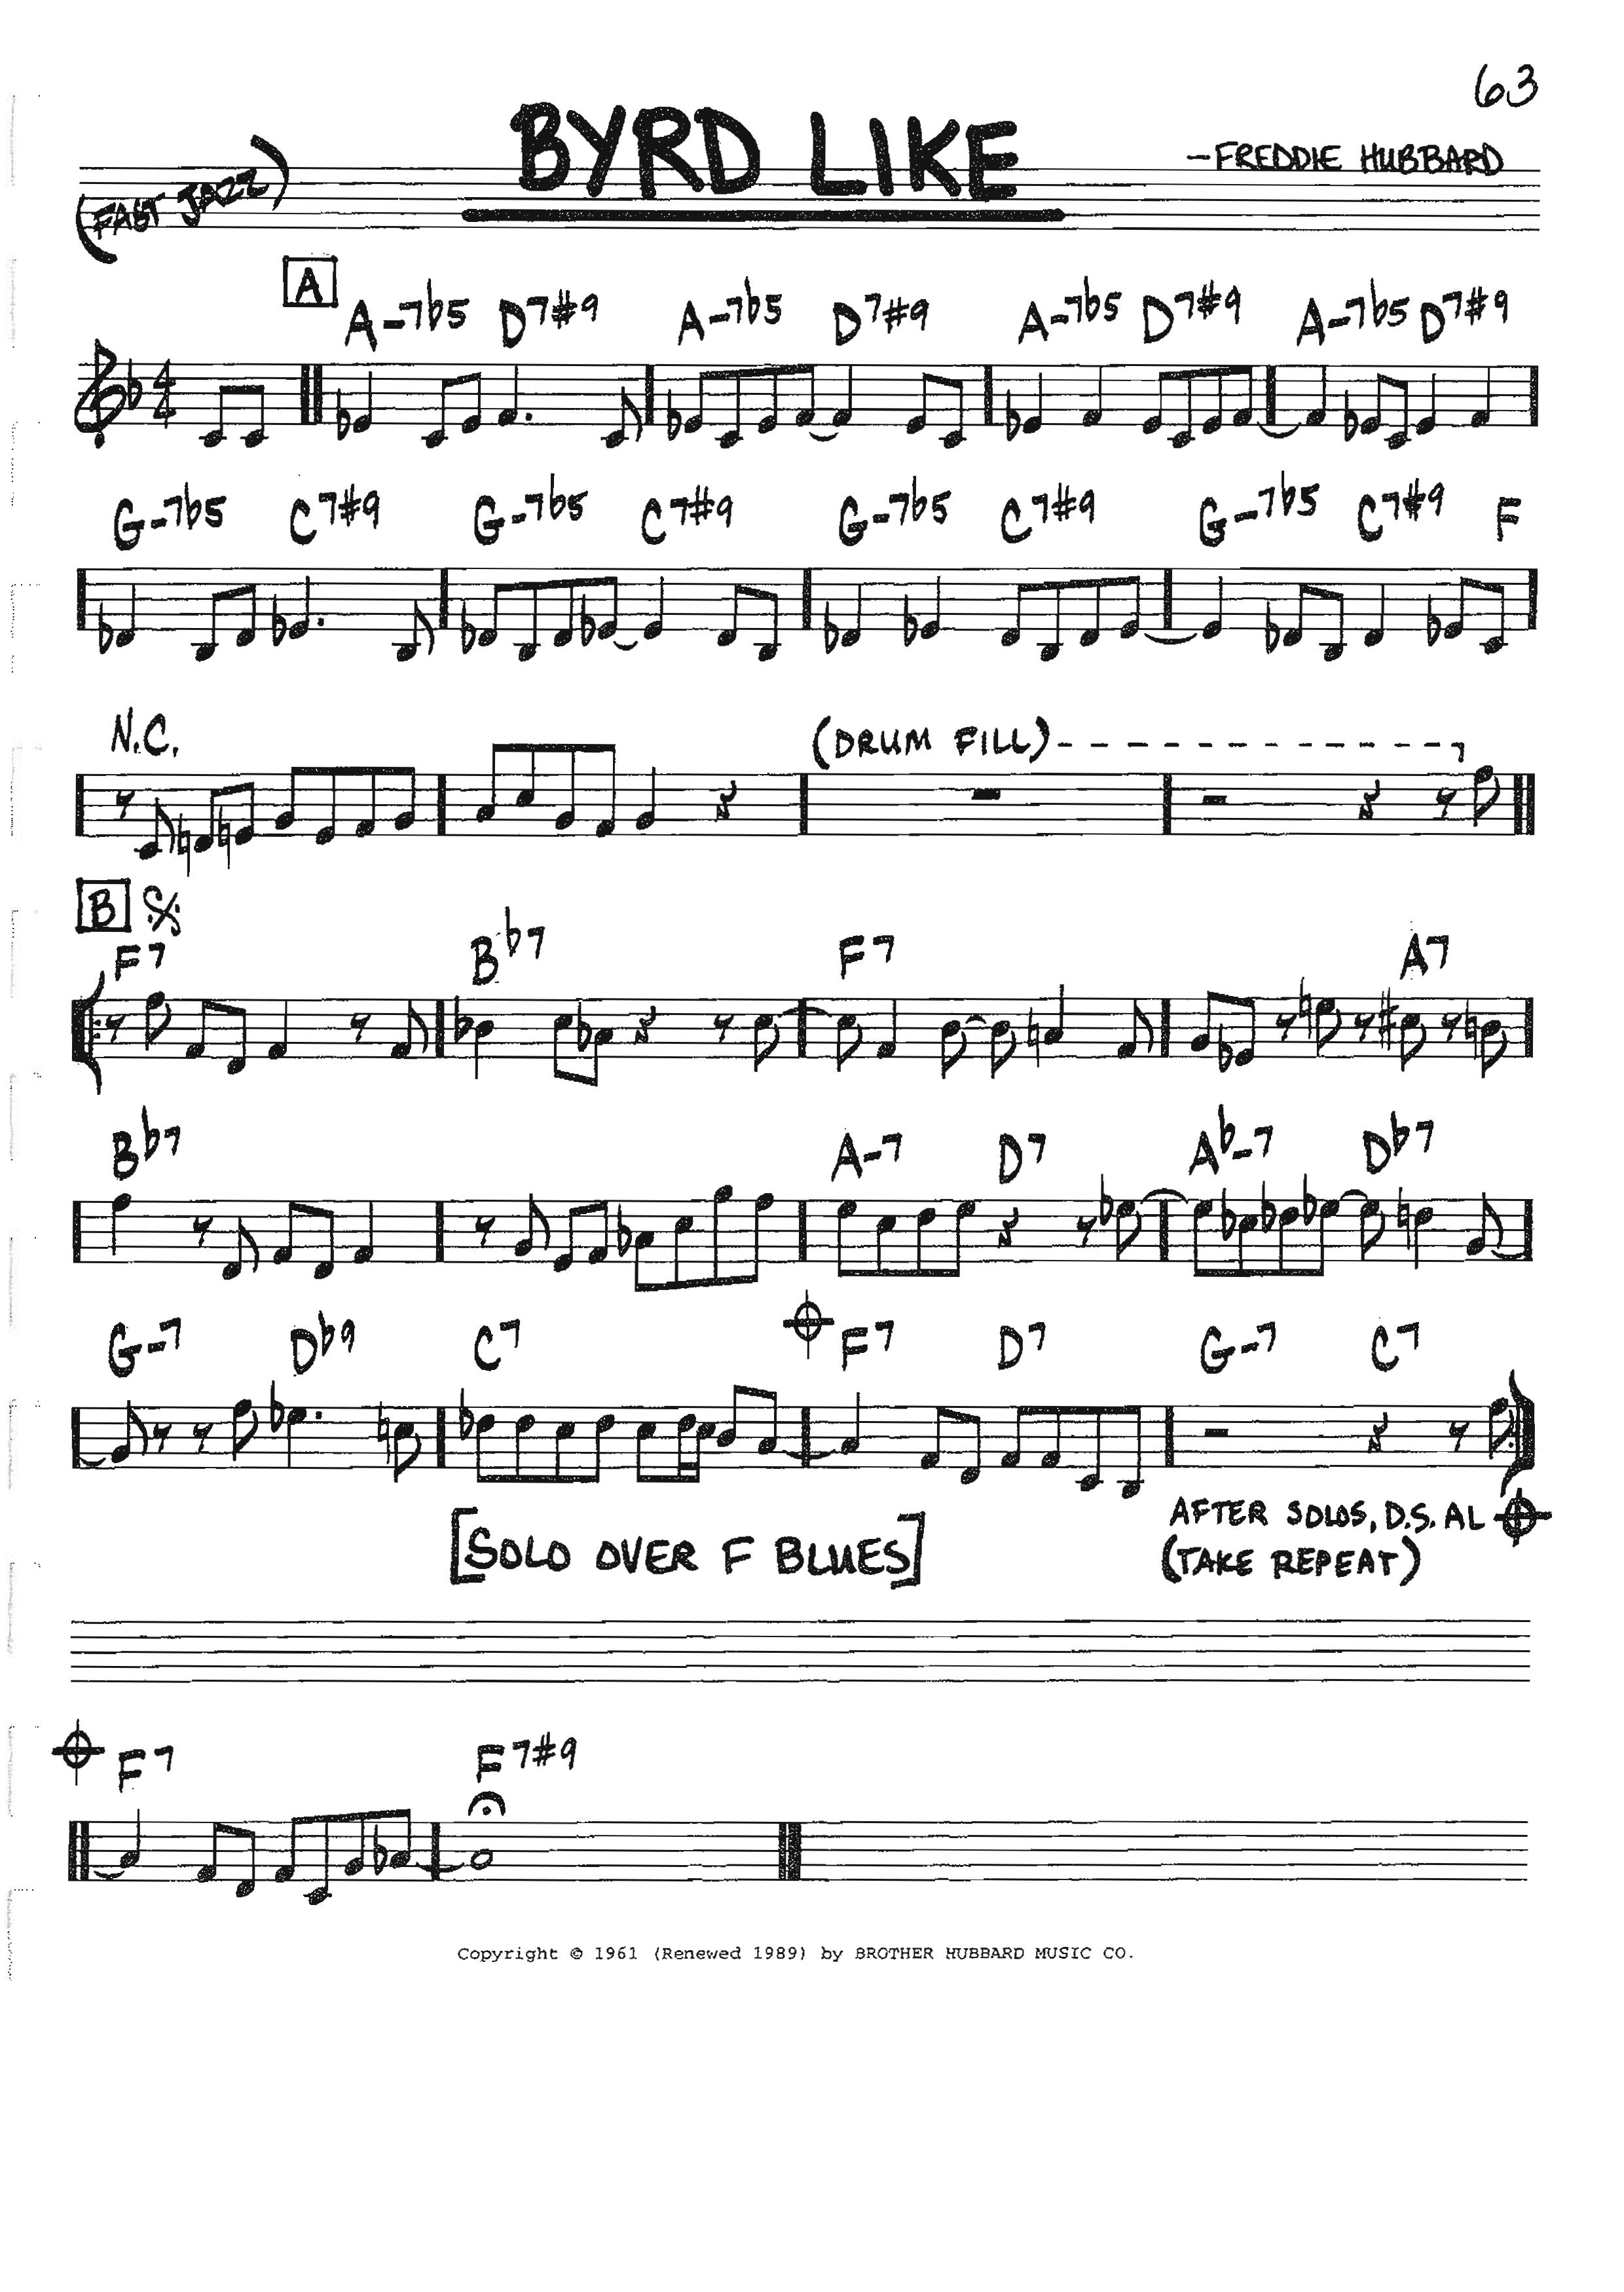 63
BYRD LIKE
-FREDDIE HUBBARD
(FAST JAZZ)
A
A-7b5 D7#9 A-7b5 D7#9 A-7b5 D7#9 A-7b5 D7#9
4
4
G-7b5 C7#9 G-7b5 C7#9 G-7b5 C7#9 G-7b5 C7#9 F
N.C. (DRUM FILL)
B
F7 Bb7 F7 A7
Bb7 A-7 D7 Ab-7 Db7
G-7 Db9 C7 F7 D7 G-7 C7
[SOLO OVER F BLUES]
AFTER SOLOS, D.S. AL
(TAKE REPEAT)
F7 F7#9
Copyright © 1961 (Renewed 1989) by BROTHER HUBBARD MUSIC CO.